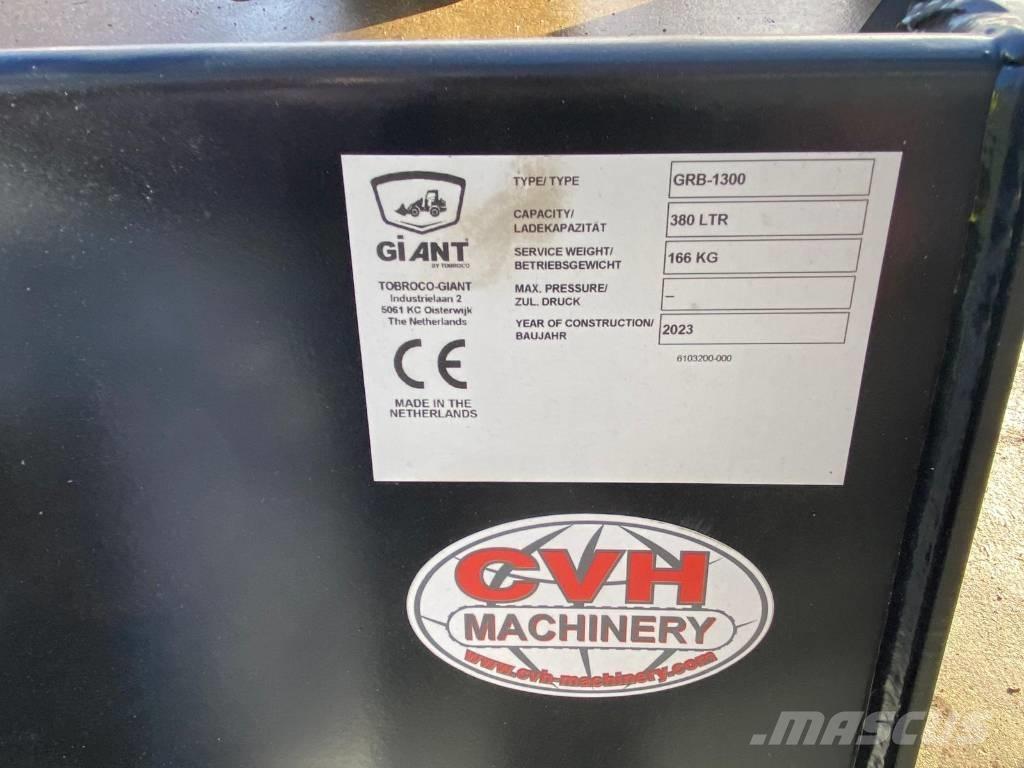 GiANT
BY TOBROCO
TOBROCO-GIANT
Industrielaan 2
5061 KC Oisterwijk
The Netherlands
CE
MADE IN THE
NETHERLANDS
TYPE/ TYPE
GRB-1300
CAPACITY/
LADEKAPAZITÄT
380 LTR
SERVICE WEIGHT/
BETRIEBSGEWICHT
166 KG
MAX. PRESSURE/
ZUL. DRUCK
–
YEAR OF CONSTRUCTION/
BAUJAHR
2023
6103200-000
CVH
MACHINERY
www.cvh-machinery.com
MASCUS